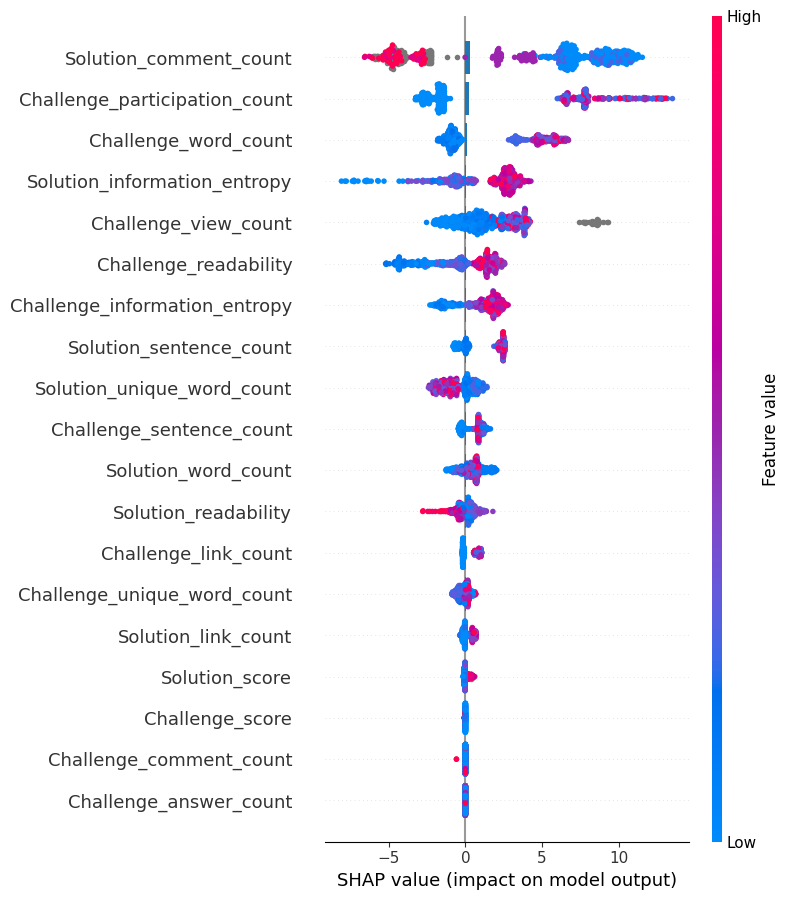 High
Solution_comment_count
Challenge_participation_count
Challenge_word_count
Solution_information_entropy
Challenge_view_count
Challenge_readability
Challenge_information_entropy
Solution_sentence_count
Solution_unique_word_count
Challenge_sentence_count
Solution_word_count
Solution_readability
Challenge_link_count
Challenge_unique_word_count
Solution_link_count
Solution_score
Challenge_score
Challenge_comment_count
Challenge_answer_count
Feature value
Low
−5 0 5 10
SHAP value (impact on model output)